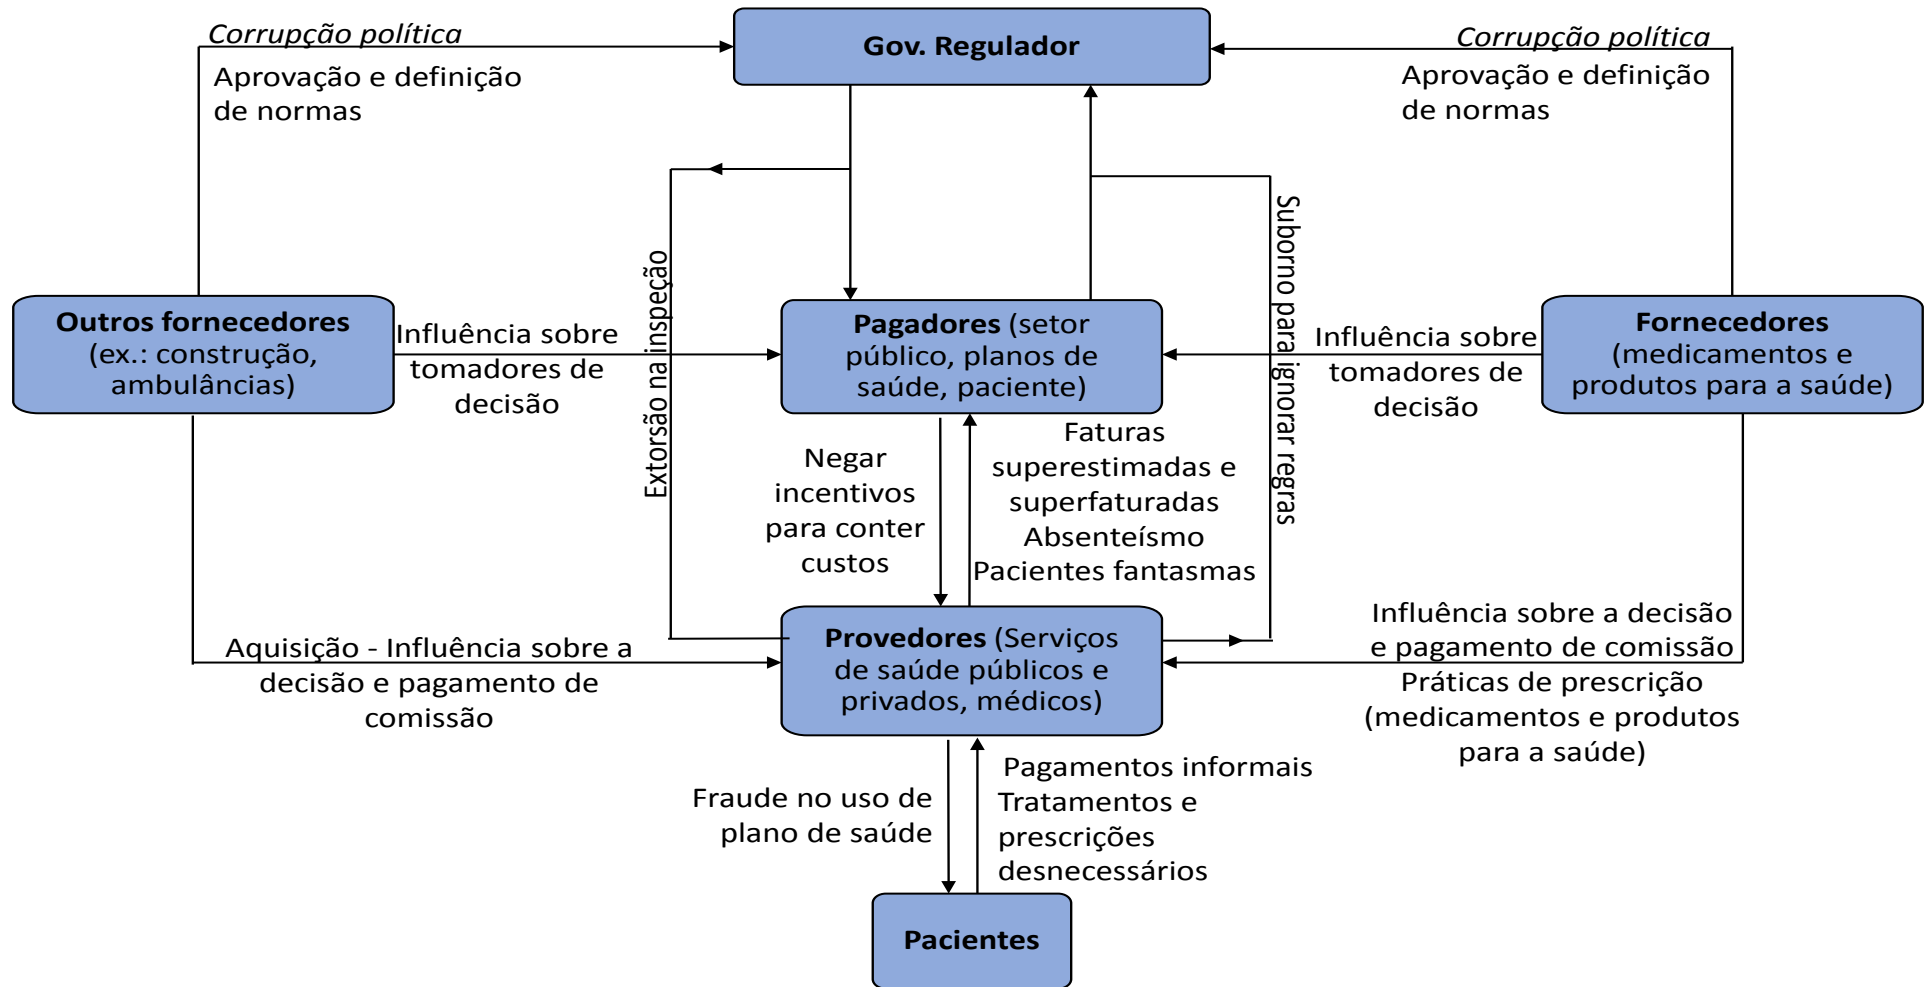 Corrupção política
Aprovação e definição
de normas
Gov. Regulador
Corrupção política
Aprovação e definição
de normas
Extorsão na inspeção
Suborno para ignorar regras
Outros fornecedores
(ex.: construção,
ambulâncias)
Influência sobre
tomadores de
decisão
Pagadores (setor
público, planos de
saúde, paciente)
Influência sobre
tomadores de
decisão
Fornecedores
(medicamentos e
produtos para a saúde)
Negar
incentivos
para conter
custos
Faturas
superestimadas e
superfaturadas
Absenteísmo
Pacientes fantasmas
Aquisição - Influência sobre a
decisão e pagamento de
comissão
Provedores (Serviços
de saúde públicos e
privados, médicos)
Influência sobre a decisão
e pagamento de comissão
Práticas de prescrição
(medicamentos e produtos
para a saúde)
Fraude no uso de
plano de saúde
Pagamentos informais
Tratamentos e
prescrições
desnecessários
Pacientes